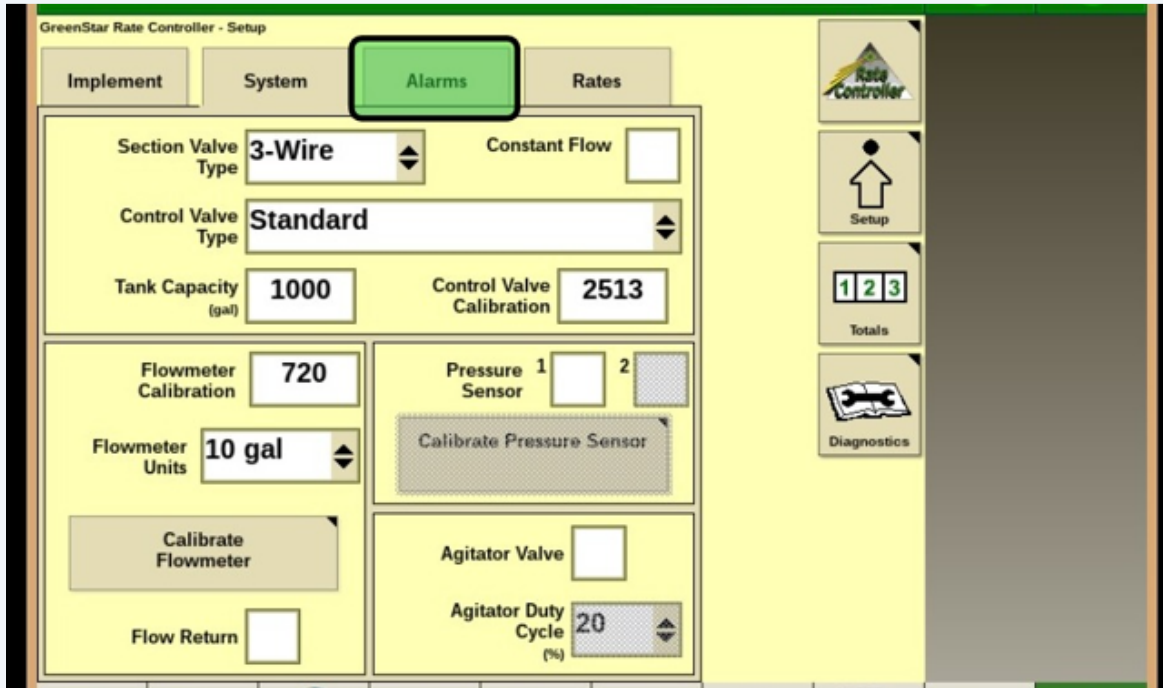 GreenStar Rate Controller - Setup
Implement
System
Alarms
Rates
Section Valve
Type
3-Wire
Constant Flow
Control Valve
Type
Standard
Tank Capacity
(gal)
1000
Control Valve
Calibration
2513
Flowmeter
Calibration
720
Flowmeter
Units
10 gal
Calibrate
Flowmeter
Flow Return
Pressure
Sensor
1
2
Calibrate Pressure Sensor
Agitator Valve
Agitator Duty
Cycle
(%)
20
Rate
Controller
Setup
1 2 3
Totals
Diagnostics